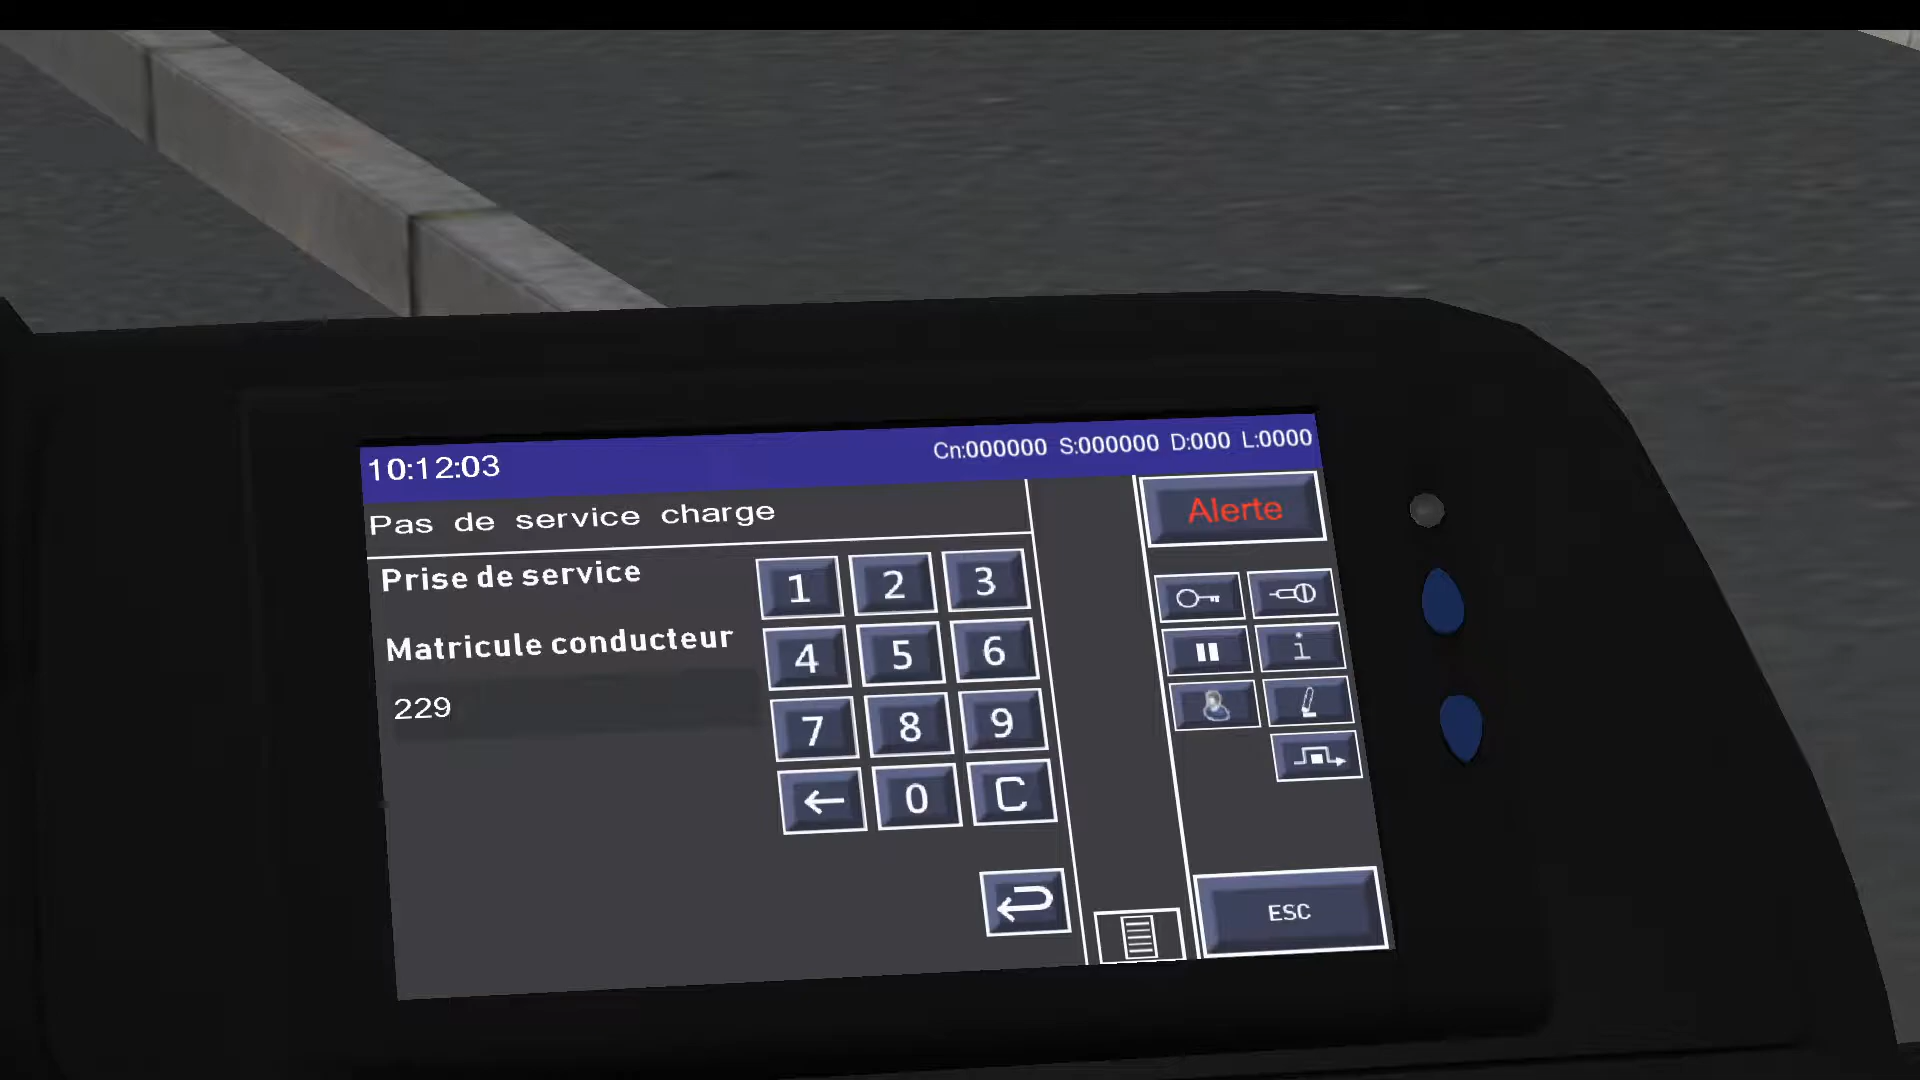 10:12:03 Cn:000000 S:000000 D:000 L:0000
Pas de service charge
Alerte
Prise de service
Matricule conducteur
229
1 2 3
4 5 6
7 8 9
0 C
i
ESC